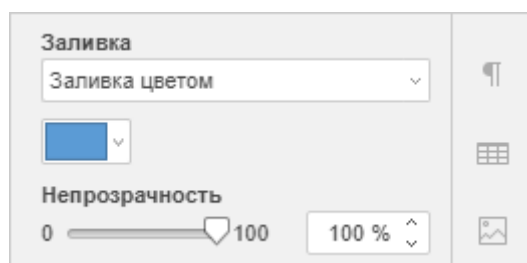 Заливка
Заливка цветом
Непрозрачность
0 100 100 %